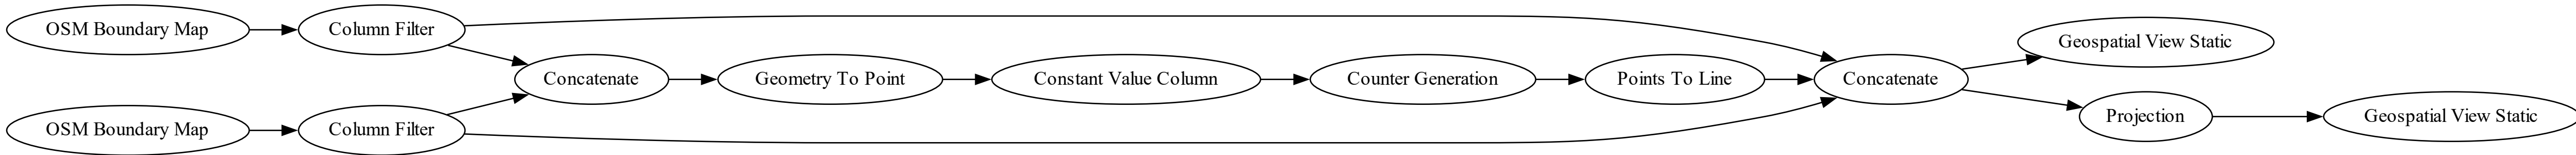 OSM Boundary Map
Column Filter
Concatenate
Geometry To Point
Constant Value Column
Counter Generation
Points To Line
Concatenate
Geospatial View Static
OSM Boundary Map
Column Filter
Projection
Geospatial View Static